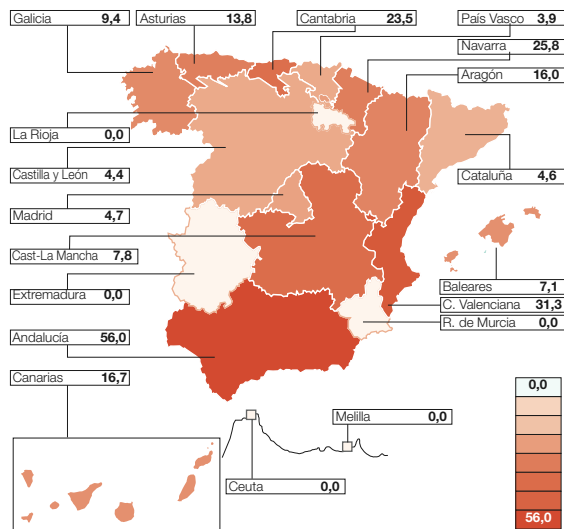 Galicia 9,4
Asturias 13,8
Cantabria 23,5
País Vasco 3,9
Navarra 25,8
Aragón 16,0
La Rioja 0,0
Castilla y León 4,4
Cataluña 4,6
Madrid 4,7
Cast-La Mancha 7,8
Baleares 7,1
Extremadura 0,0
C. Valenciana 31,3
R. de Murcia 0,0
Andalucía 56,0
Canarias 16,7
Melilla 0,0
Ceuta 0,0
0,0
56,0